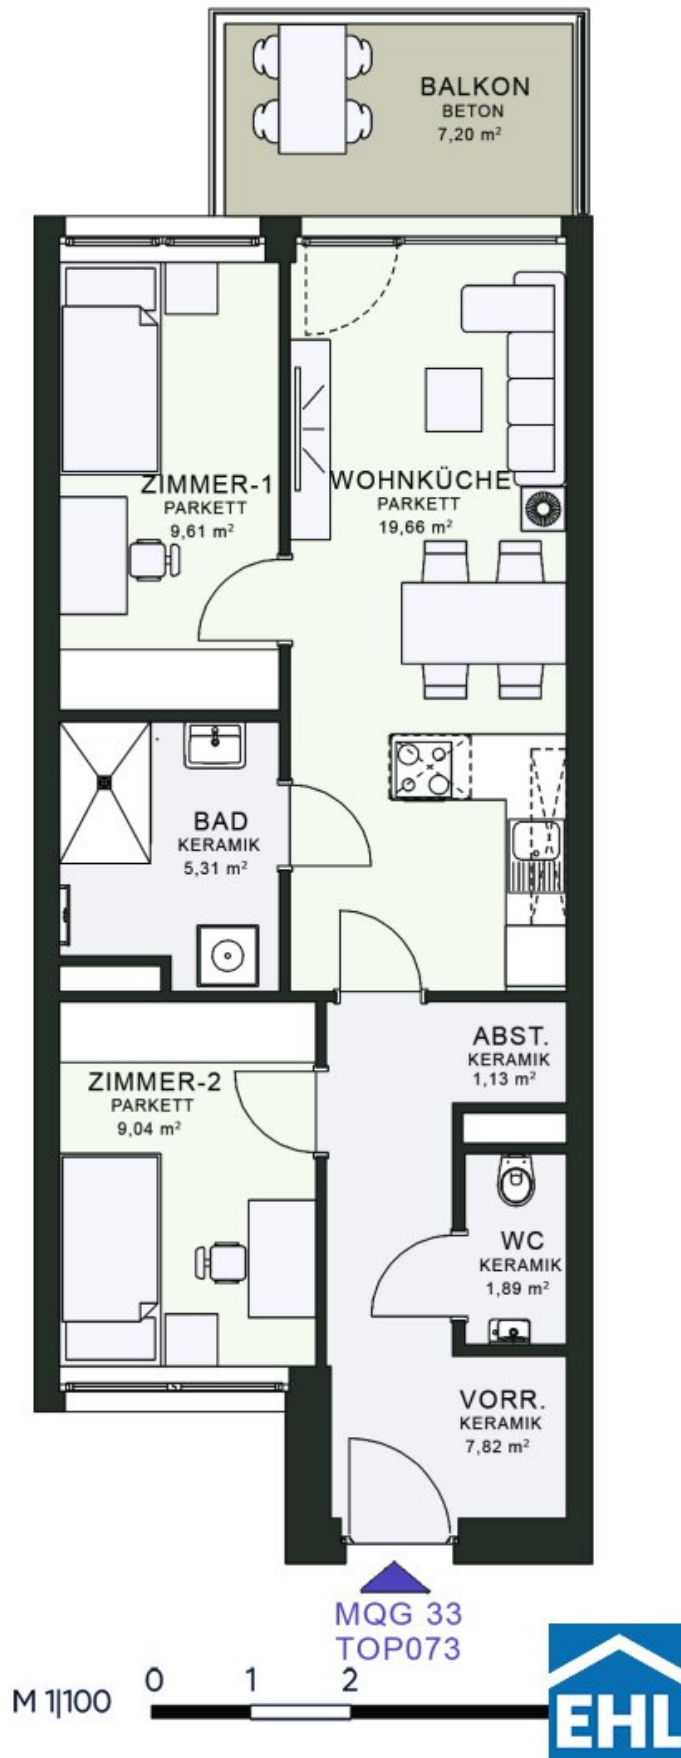 BALKON
BETON
7,20 m²
ZIMMER-1
PARKETT
9,61 m²
WOHNKÜCHE
PARKETT
19,66 m²
BAD
KERAMIK
5,31 m²
ABST.
KERAMIK
1,13 m²
ZIMMER-2
PARKETT
9,04 m²
WC
KERAMIK
1,89 m²
VORR.
KERAMIK
7,82 m²
MQG 33
TOP073
M 1|100
0 1 2
EHL